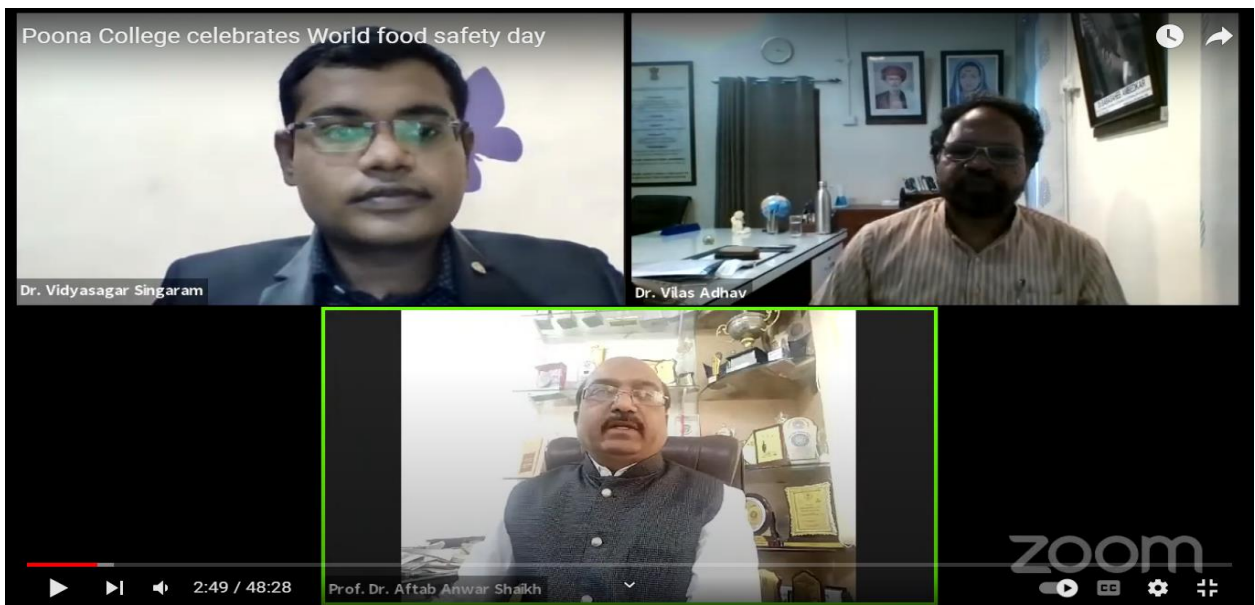 Poona College celebrates World food safety day
Dr. Vidyasagar Singaram
Dr. Vilas Adhav
Prof. Dr. Aftab Anwar Shaikh
zoom
2:49 / 48:28
CC